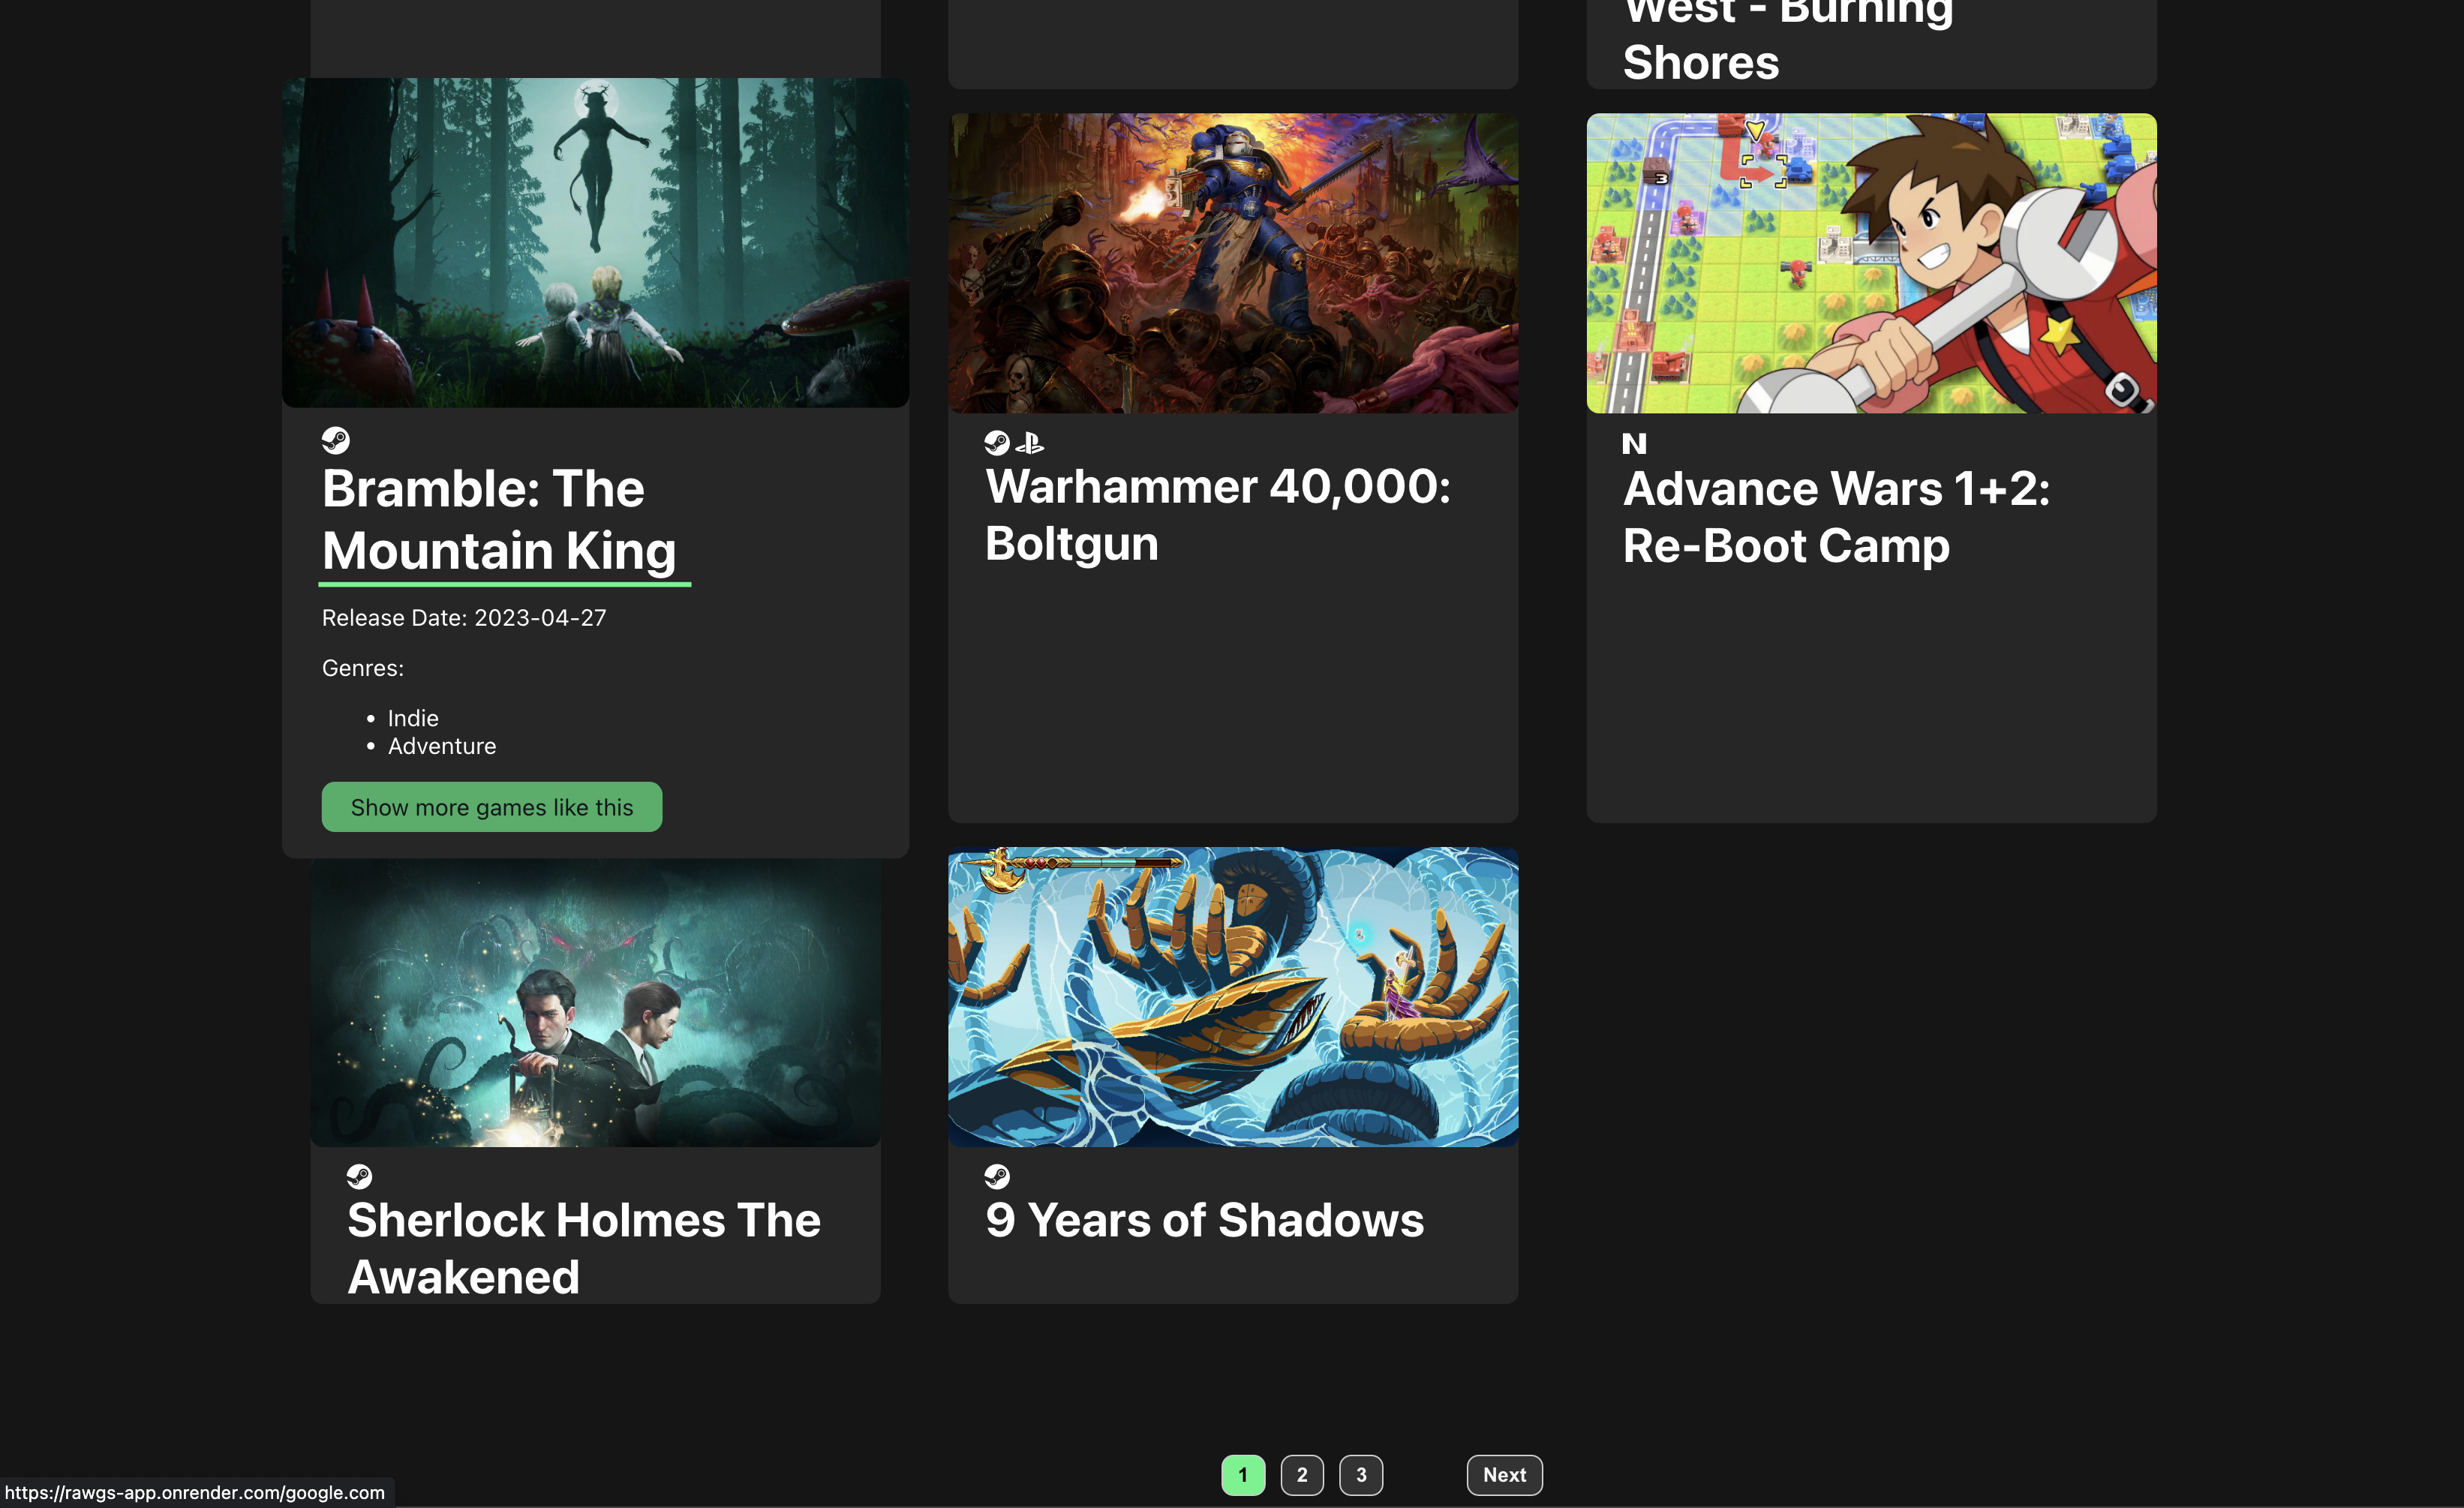 West - Burning
Shores
3
Bramble: The
Mountain King
Release Date: 2023-04-27
Genres:
• Indie
• Adventure
Show more games like this
Warhammer 40,000:
Boltgun
N
Advance Wars 1+2:
Re-Boot Camp
Sherlock Holmes The
Awakened
9 Years of Shadows
1 2 3 Next
https://rawgs-app.onrender.com/google.com